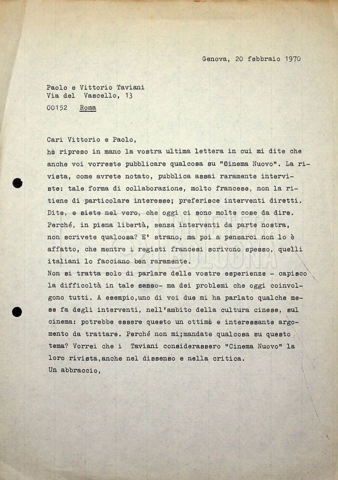 Genova, 20 febbraio 1970
Paolo e Vittorio Taviani
Via del Vascello, 13
00152 Roma
Cari Vittorio e Paolo,
hò ripreso in mano la vostra ultima lettera in cui mi dite che
anche voi vorreste pubblicare qualcosa su "Cinema Nuovo". La ri-
vista, come avrete notato, pubblica assai raramente intervi-
ste: tale forma di collaborazione, molto francese, non la ri-
tiene di particolare interesse; preferisce interventi diretti.
Dite, e siete nel vero, che oggi ci sono molte cose da dire.
Perché, in piena libertà, senza interventi da parte nostra,
non scrivete qualcosa? E' strano, ma poi a pensarci non lo è
affatto, che mentre i registi francesi scrivono spesso, quelli
italiani lo facciano ben raramente.
Non si tratta solo di parlare delle vostre esperienze - capisco
la difficoltà in tale senso- ma dei problemi che oggi coinvol-
gono tutti. A esempio,uno di voi due mi ha parlato qualche me-
se fa degli interventi, nell'ambito della cultura cinese, sul
cinema: potrebbe essere questo un ottimo e interessante argo-
mento da trattare. Perché non mi;mandate qualcosa su questo
tema? Vorrei che i Taviani considerassero "Cinema Nuovo" la
loro rivista,anche nel dissenso e nella critica.
Un abbraccio,